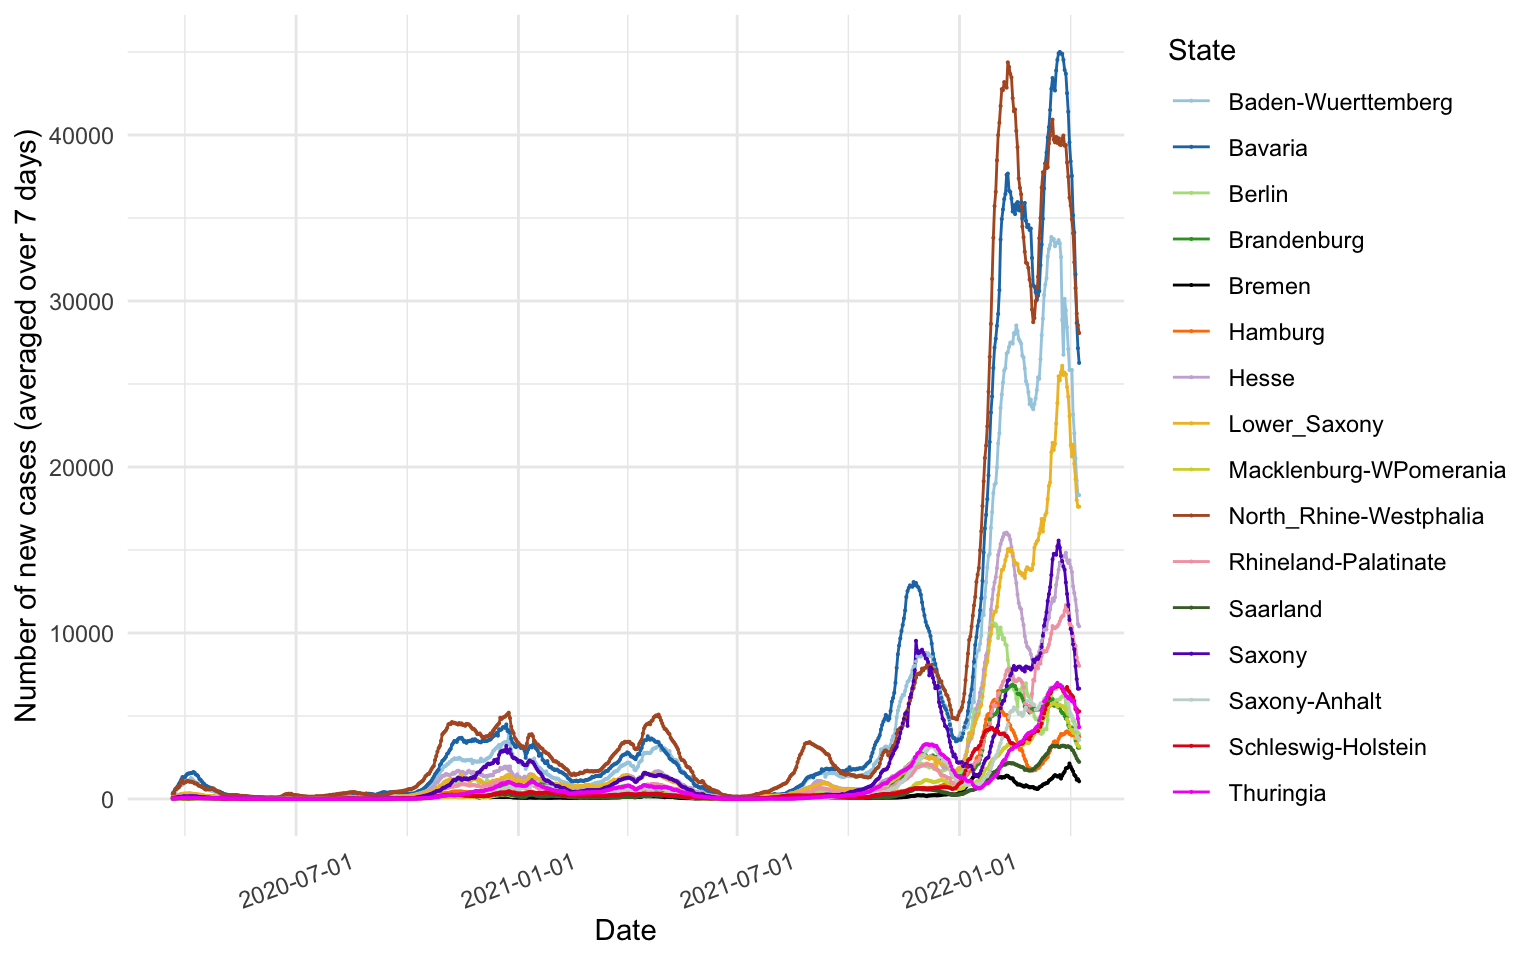 Number of new cases (averaged over 7 days)
40000
30000
20000
10000
0
2020-07-01
2021-01-01
2021-07-01
2022-01-01
Date
State
Baden-Wuerttemberg
Bavaria
Berlin
Brandenburg
Bremen
Hamburg
Hesse
Lower_Saxony
Macklenburg-WPomerania
North_Rhine-Westphalia
Rhineland-Palatinate
Saarland
Saxony
Saxony-Anhalt
Schleswig-Holstein
Thuringia